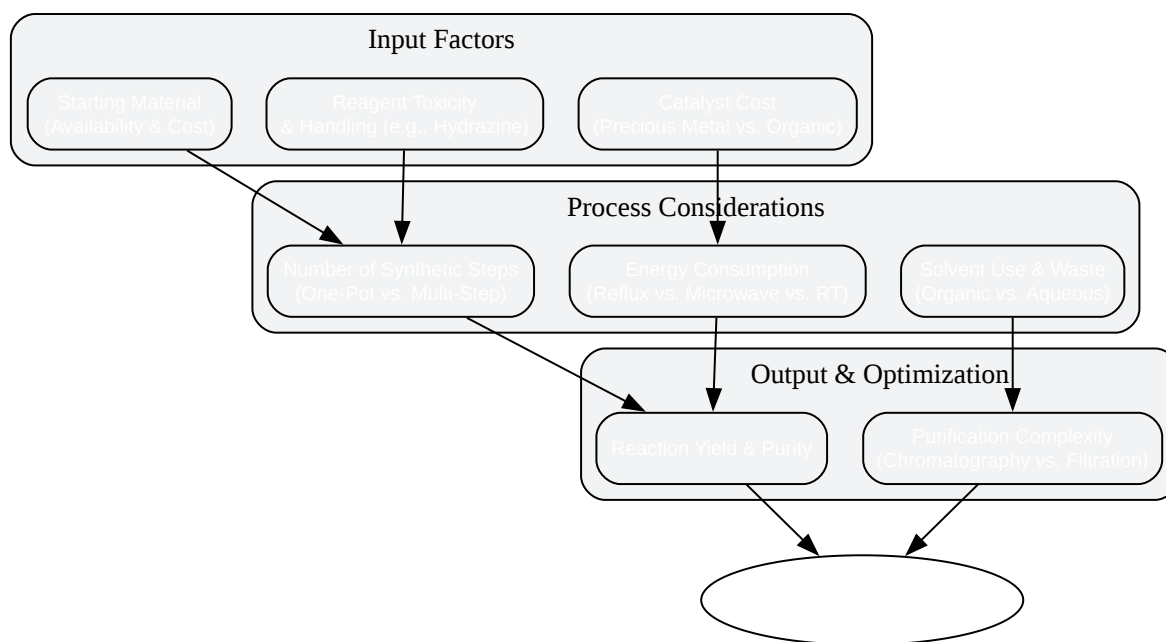 Input Factors
Starting Material
(Availability & Cost)
Reagent Toxicity
& Handling (e.g., Hydrazine)
Catalyst Cost
(Precious Metal vs. Organic)
Process Considerations
Number of Synthetic Steps
(One-Pot vs. Multi-Step)
Energy Consumption
(Reflux vs. Microwave vs. RT)
Solvent Use & Waste
(Organic vs. Aqueous)
Output & Optimization
Reaction Yield & Purity
Purification Complexity
(Chromatography vs. Filtration)